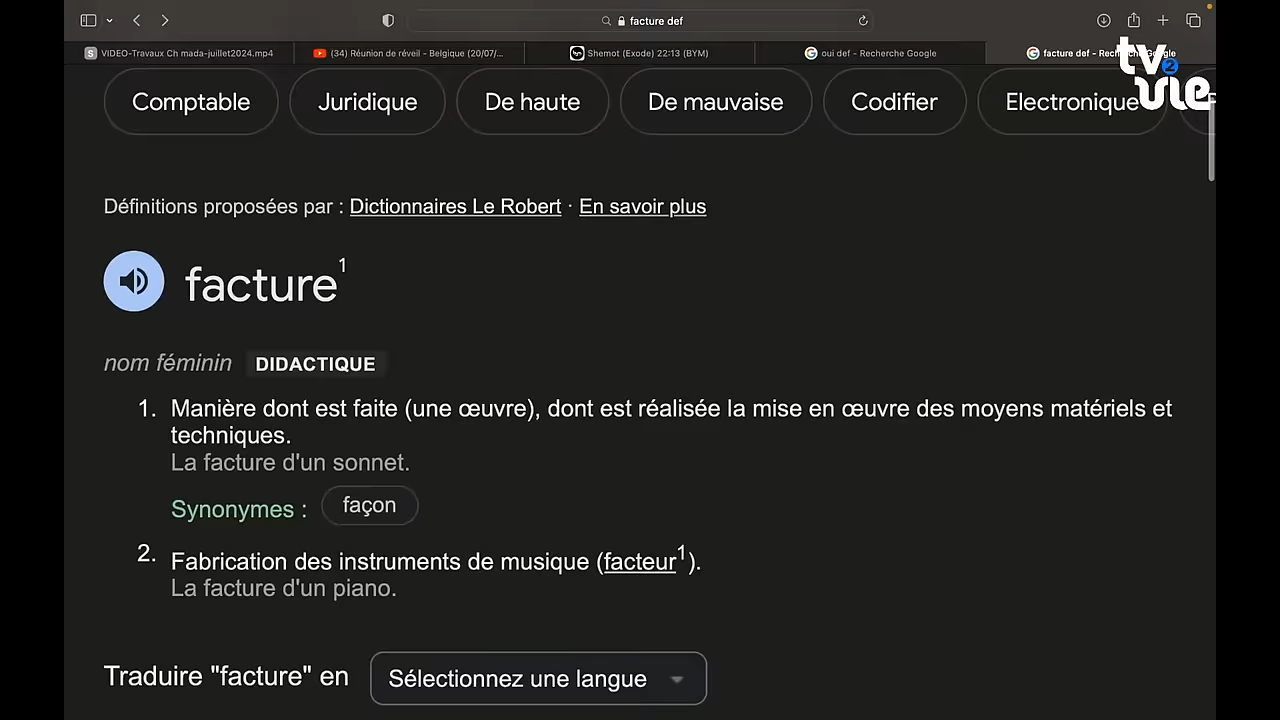 facture def
VIDEO-Travaux Ch mada-juillet2024.mp4
(34) Réunion de réveil - Belgique (20/07/...
Shemot (Exode) 22:13 (BYM)
oui def - Recherche Google
facture def - Rech
gle
tv2vie
Comptable
Juridique
De haute
De mauvaise
Codifier
Electronique
Définitions proposées par : Dictionnaires Le Robert · En savoir plus
facture¹
nom féminin DIDACTIQUE
1. Manière dont est faite (une œuvre), dont est réalisée la mise en œuvre des moyens matériels et
techniques.
La facture d'un sonnet.
Synonymes : façon
2. Fabrication des instruments de musique (facteur¹).
La facture d'un piano.
Traduire "facture" en Sélectionnez une langue